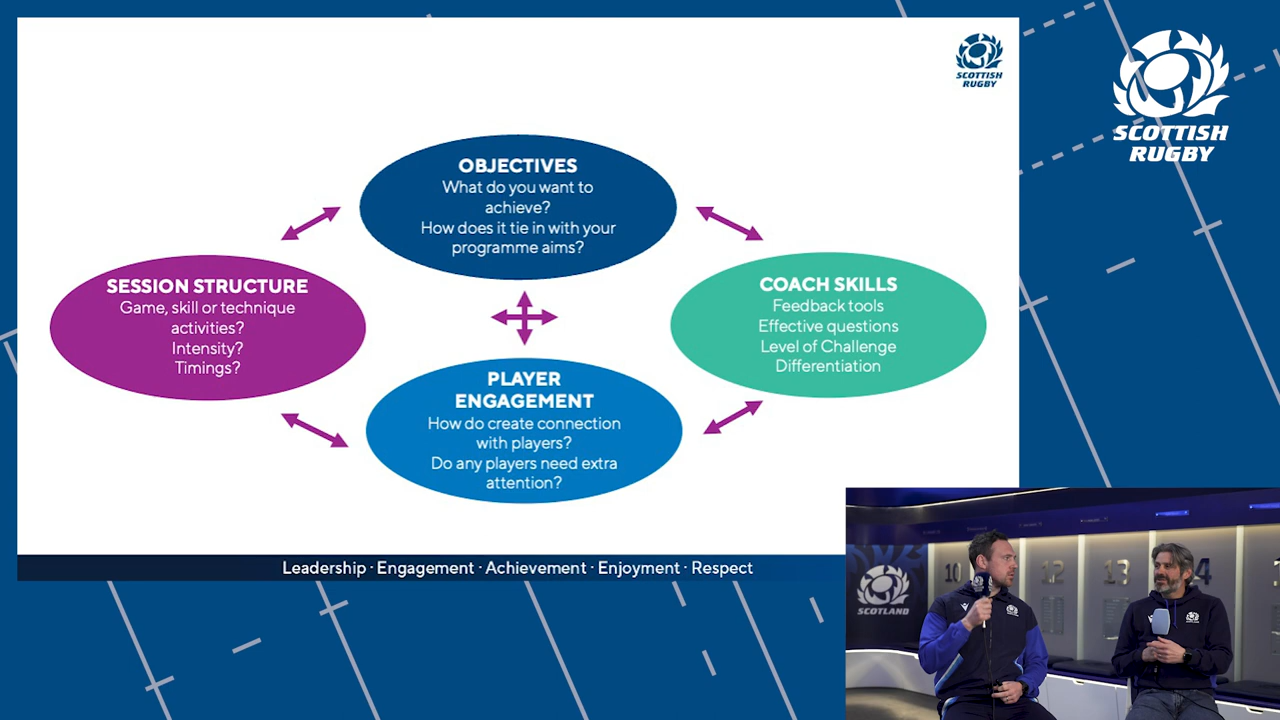 SCOTTISH
RUGBY
SCOTTISH
RUGBY
OBJECTIVES
What do you want to
achieve?
How does it tie in with your
programme aims?
SESSION STRUCTURE
Game, skill or technique
activities?
Intensity?
Timings?
COACH SKILLS
Feedback tools
Effective questions
Level of Challenge
Differentiation
PLAYER
ENGAGEMENT
How do create connection
with players?
Do any players need extra
attention?
Leadership · Engagement · Achievement · Enjoyment · Respect
10
12
13
SCOTLAND